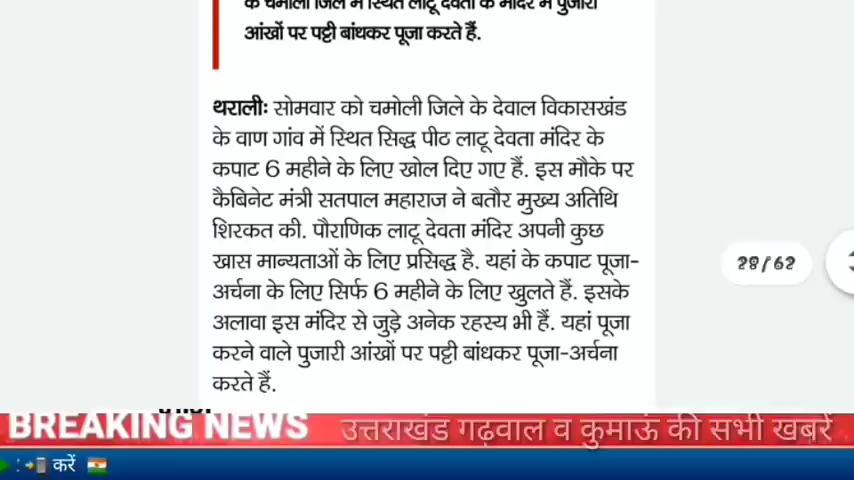 के चमोली जिले में स्थित लाटू देवता के मंदिर में पुजारी
आंखों पर पट्टी बांधकर पूजा करते हैं.
थराली: सोमवार को चमोली जिले के देवाल विकासखंड
के वाण गांव में स्थित सिद्ध पीठ लाटू देवता मंदिर के
कपाट 6 महीने के लिए खोल दिए गए हैं. इस मौके पर
कैबिनेट मंत्री सतपाल महाराज ने बतौर मुख्य अतिथि
शिरकत की. पौराणिक लाटू देवता मंदिर अपनी कुछ
खास मान्यताओं के लिए प्रसिद्ध है. यहां के कपाट पूजा-
अर्चना के लिए सिर्फ 6 महीने के लिए खुलते हैं. इसके
अलावा इस मंदिर से जुड़े अनेक रहस्य भी हैं. यहां पूजा
करने वाले पुजारी आंखों पर पट्टी बांधकर पूजा-अर्चना
करते हैं.
28/62
BREAKING NEWS उत्तराखंड गढ़वाल व कुमाऊं की सभी खबरें
करें